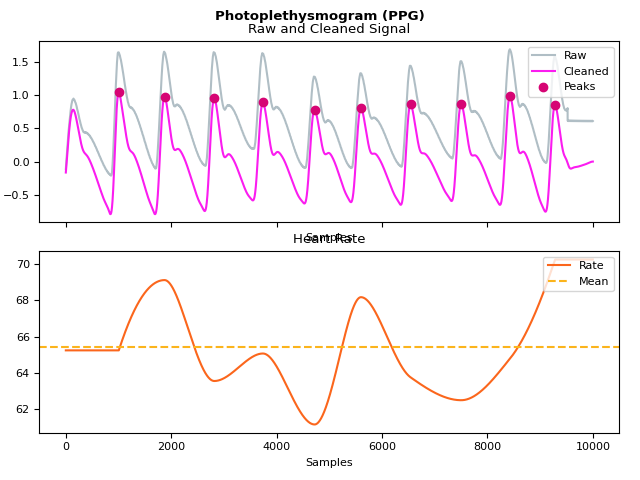 Photoplethysmogram (PPG)
Raw and Cleaned Signal
Raw
Cleaned
Peaks
1.5
1.0
0.5
0.0
−0.5
Samples
Heart Rate
Rate
Mean
70
68
66
64
62
0
2000
4000
6000
8000
10000
Samples